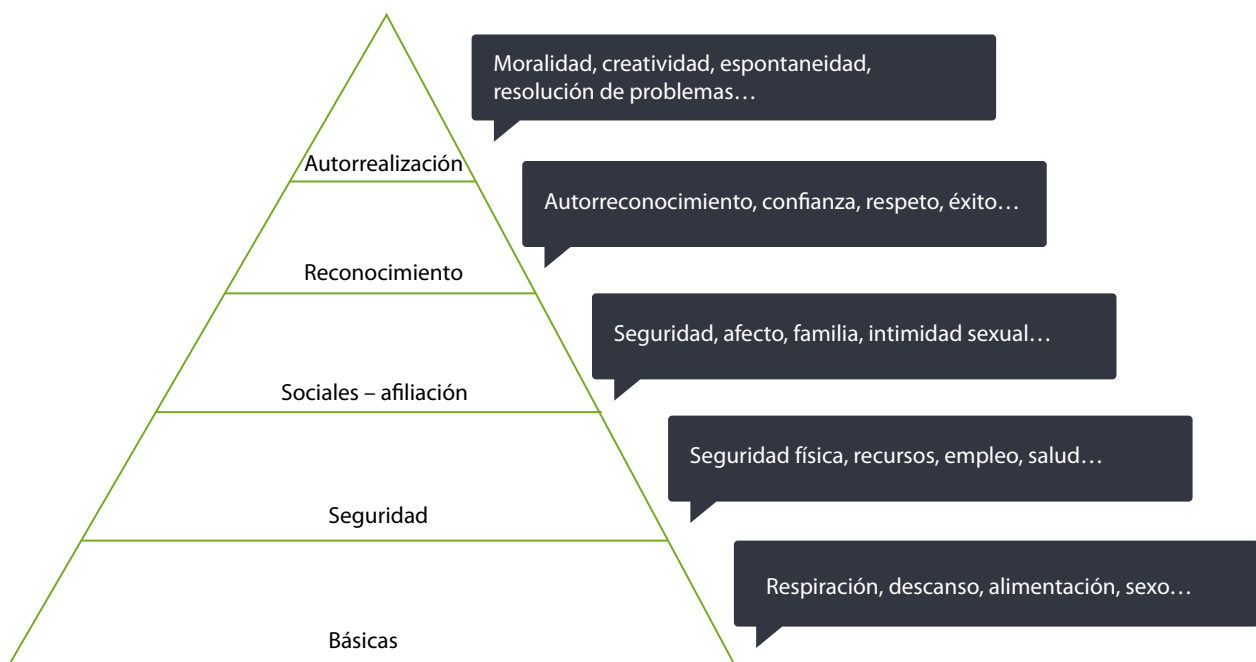 Moralidad, creatividad, espontaneidad,
resolución de problemas…
Autorrealización
Autorreconocimiento, confianza, respeto, éxito…
Reconocimiento
Seguridad, afecto, familia, intimidad sexual…
Sociales – afiliación
Seguridad física, recursos, empleo, salud…
Seguridad
Respiración, descanso, alimentación, sexo…
Básicas